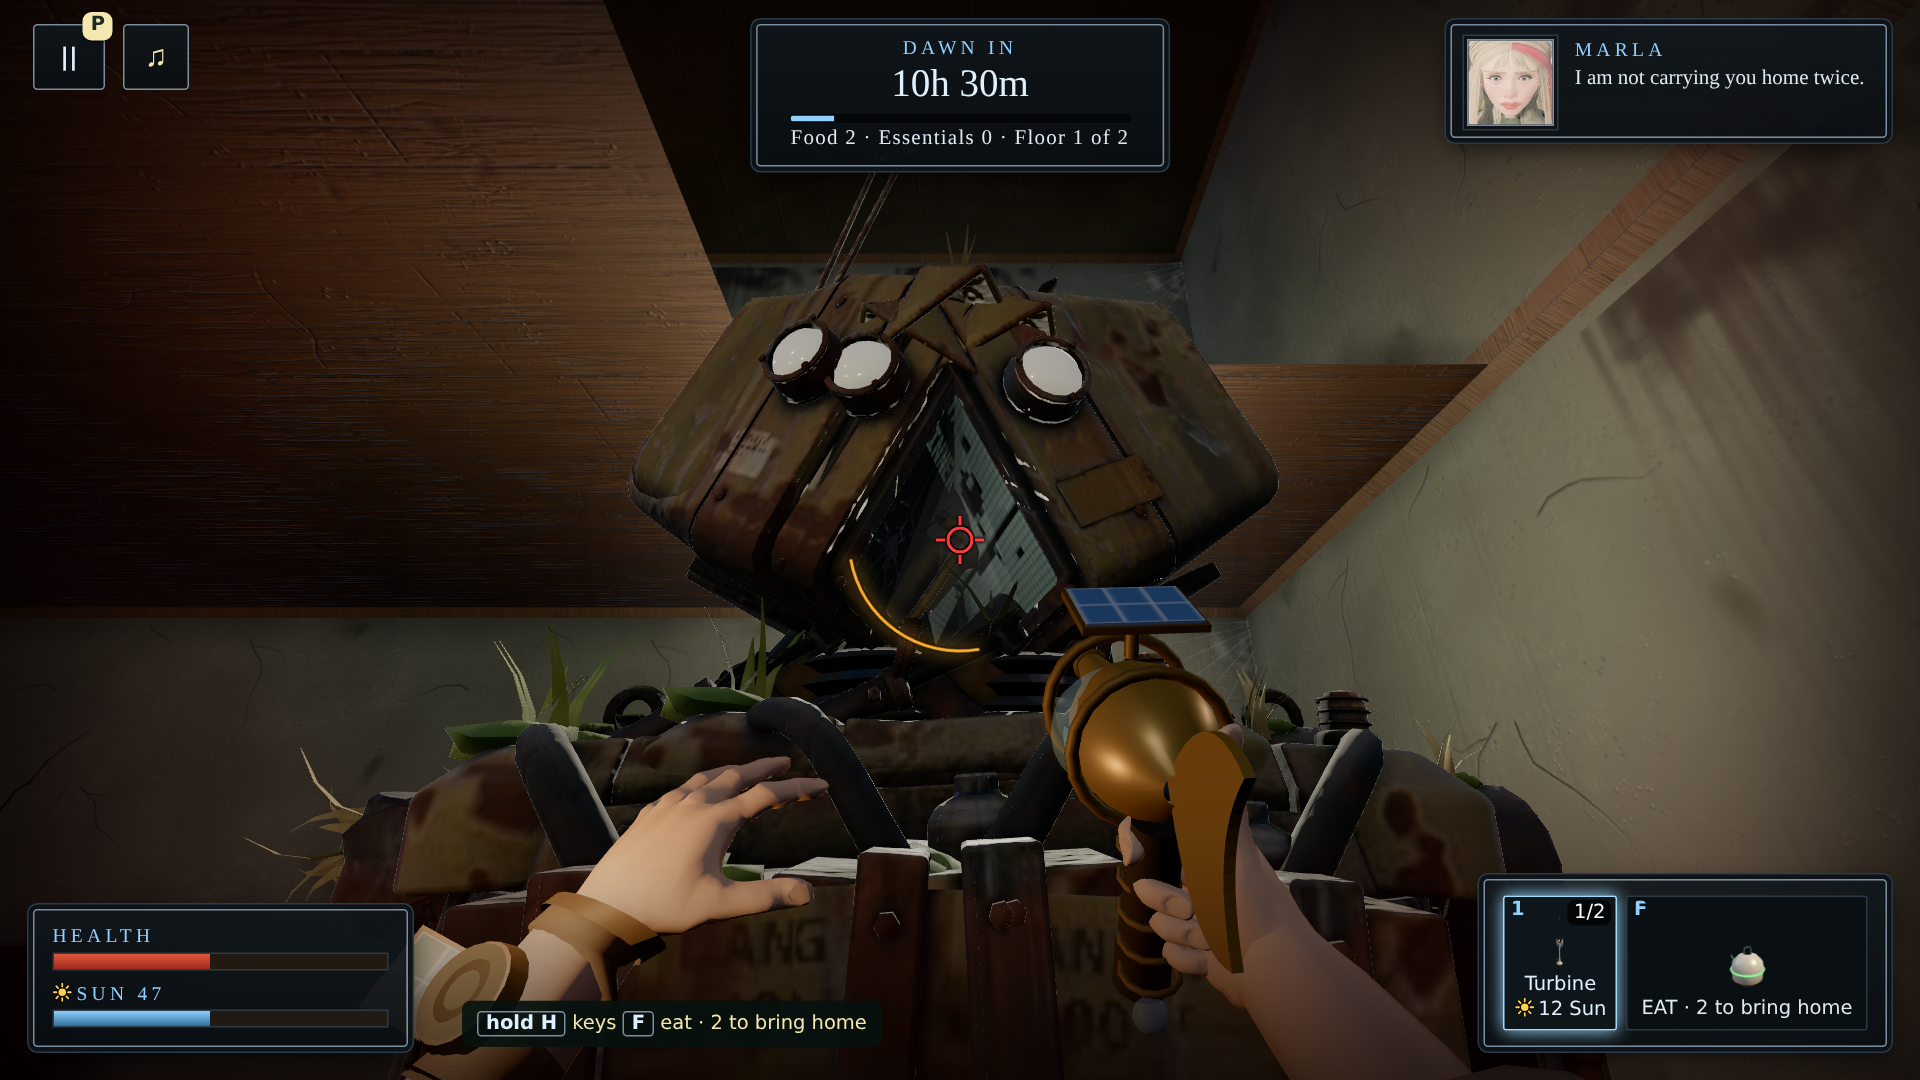 P
DAWN IN
10h 30m
Food 2 · Essentials 0 · Floor 1 of 2
MARLA
I am not carrying you home twice.
HEALTH
SUN 47
hold H keys F eat · 2 to bring home
1
1/2
Turbine
12 Sun
F
EAT · 2 to bring home